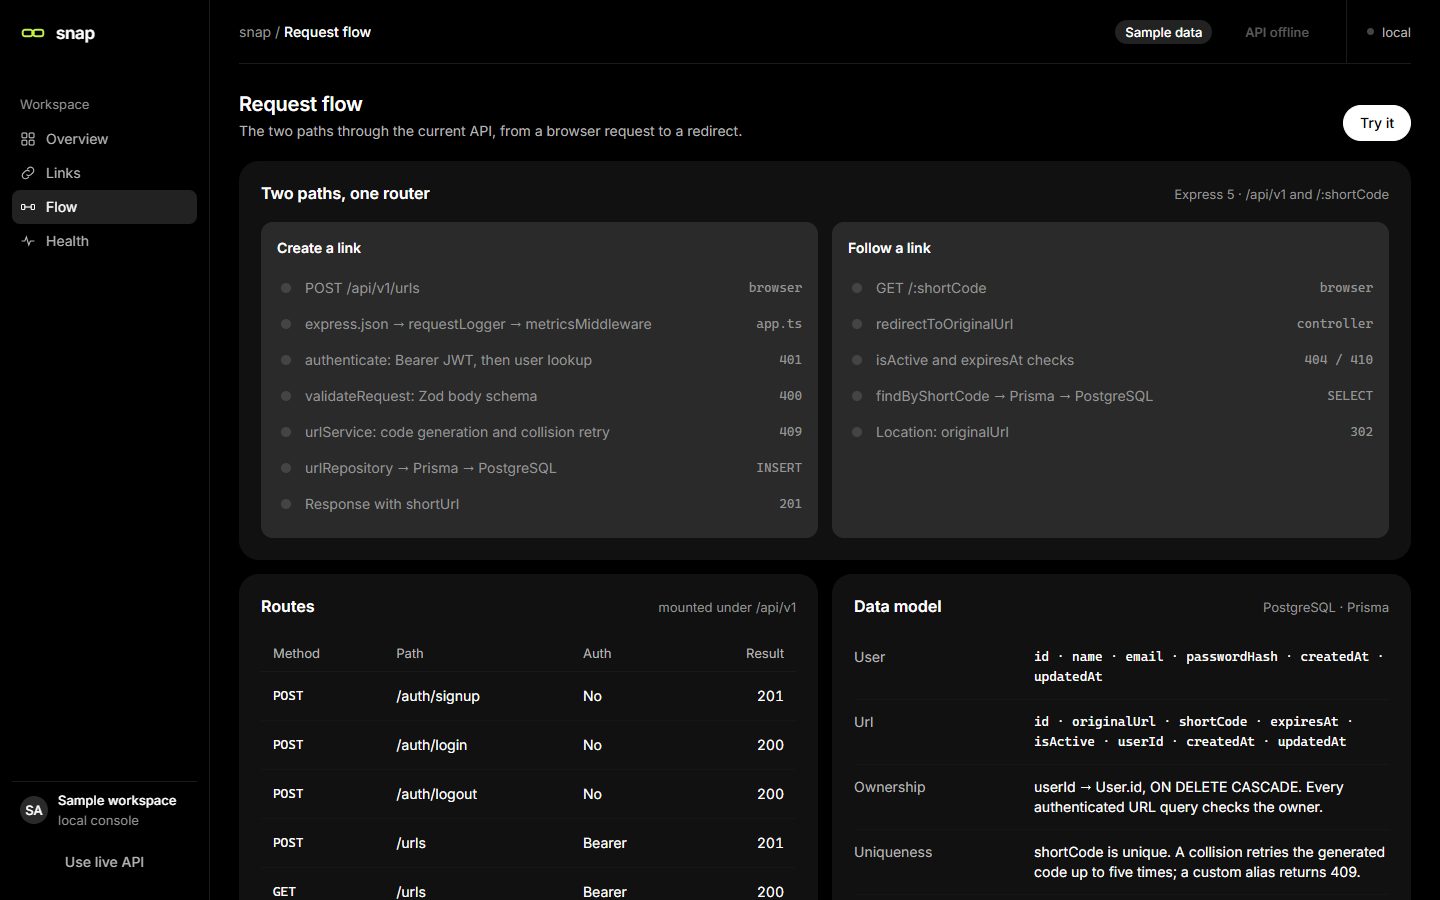 snap
Workspace
Overview
Links
Flow
Health
Sample workspace
SA
local console
Use live API
snap / Request flow
Sample data
API offline
local
Request flow
The two paths through the current API, from a browser request to a redirect.
Try it
Two paths, one router
Express 5 · /api/v1 and /:shortCode
Create a link
POST /api/v1/urls browser
express.json → requestLogger → metricsMiddleware app.ts
authenticate: Bearer JWT, then user lookup 401
validateRequest: Zod body schema 400
urlService: code generation and collision retry 409
urlRepository → Prisma → PostgreSQL INSERT
Response with shortUrl 201
Follow a link
GET /:shortCode browser
redirectToOriginalUrl controller
isActive and expiresAt checks 404 / 410
findByShortCode → Prisma → PostgreSQL SELECT
Location: originalUrl 302
Routes mounted under /api/v1
Method Path Auth Result
POST /auth/signup No 201
POST /auth/login No 200
POST /auth/logout No 200
POST /urls Bearer 201
GET /urls Bearer 200
Data model PostgreSQL · Prisma
User id · name · email · passwordHash · createdAt ·
updatedAt
Url id · originalUrl · shortCode · expiresAt ·
isActive · userId · createdAt · updatedAt
Ownership userId → User.id, ON DELETE CASCADE. Every
authenticated URL query checks the owner.
Uniqueness shortCode is unique. A collision retries the generated
code up to five times; a custom alias returns 409.